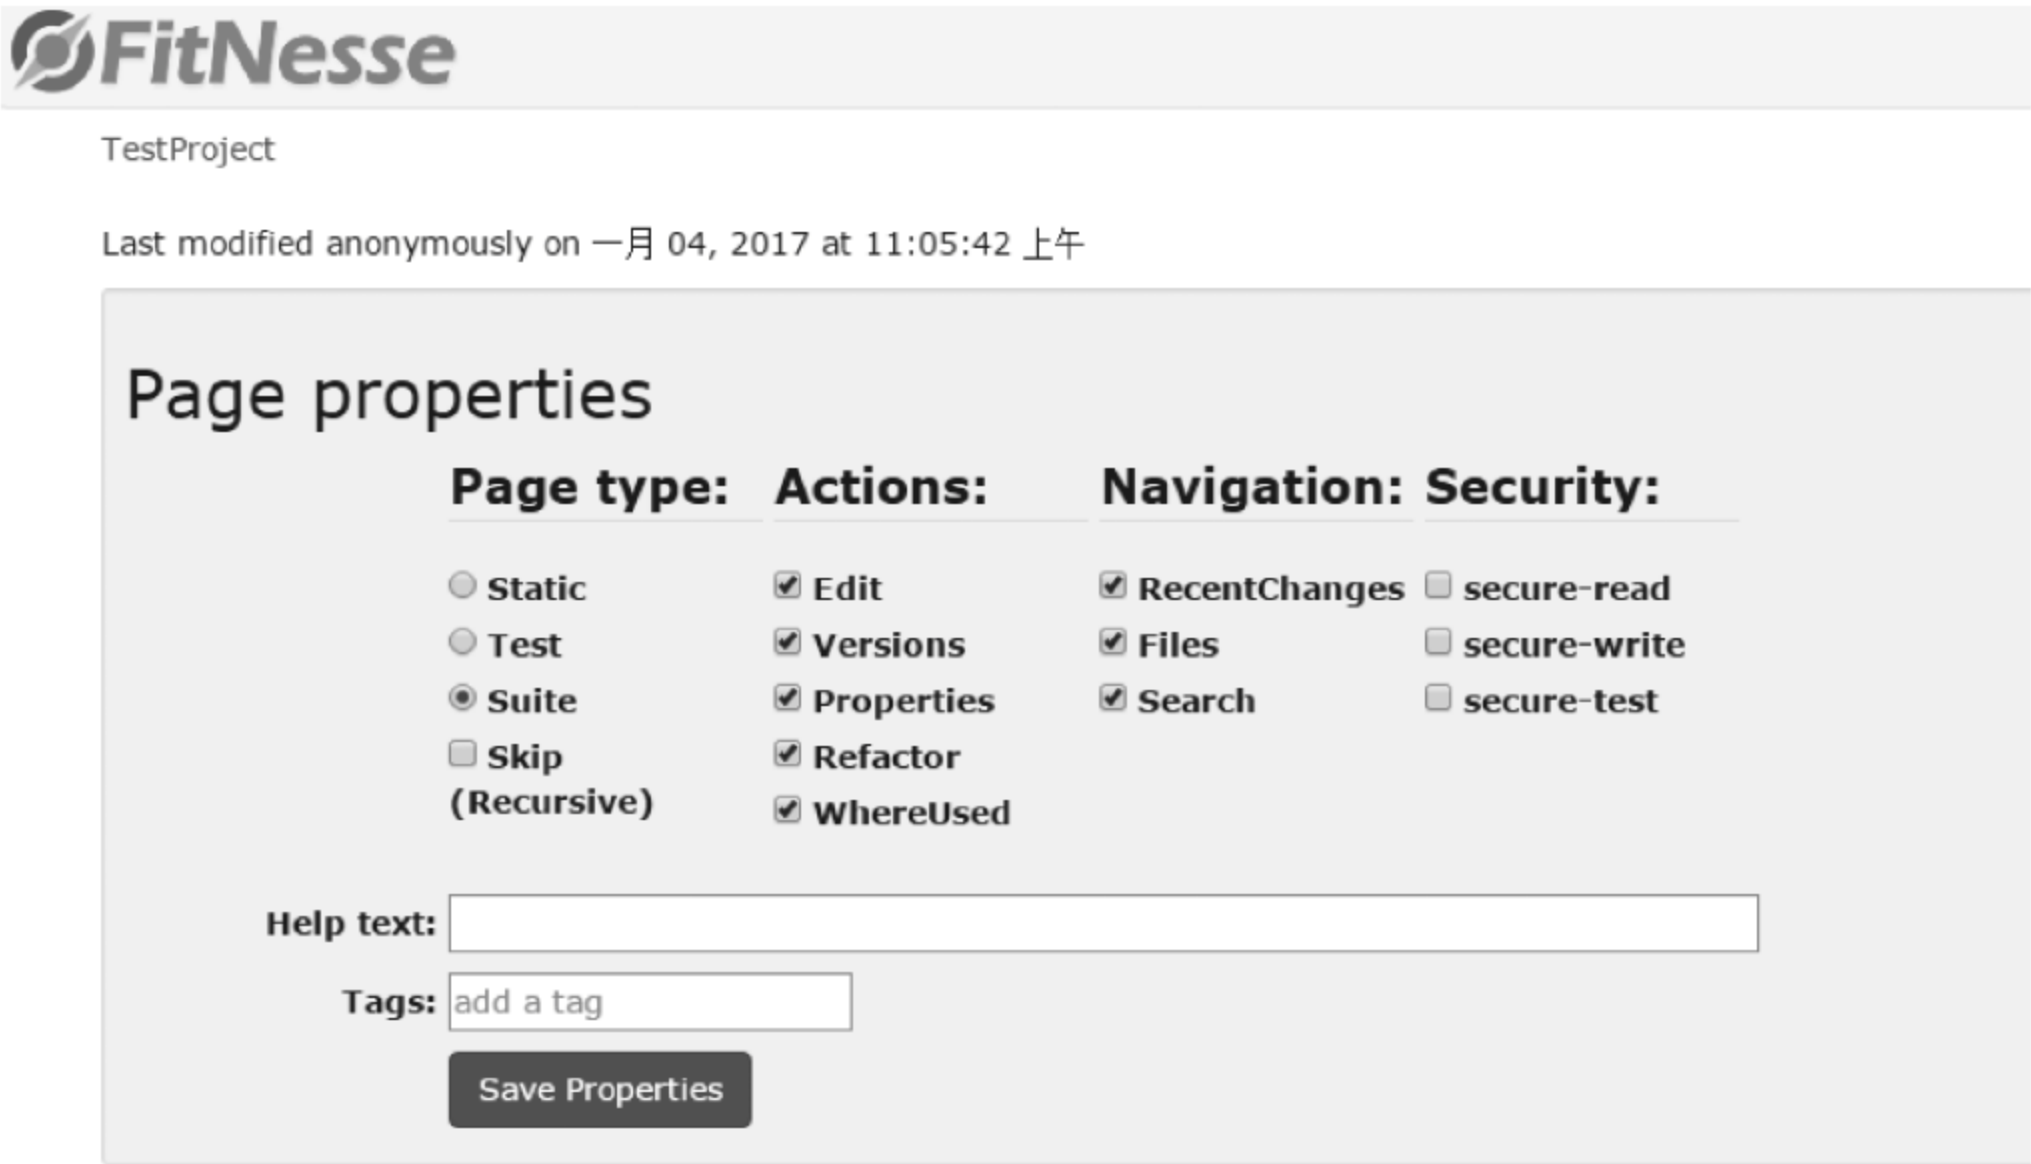 FitNesse
TestProject
Last modified anonymously on 一月 04, 2017 at 11:05:42 上午
Page properties
Page type: Actions: Navigation: Security:
Static Edit RecentChanges secure-read
Test Versions Files secure-write
Suite Properties Search secure-test
Skip Refactor
(Recursive) WhereUsed
Help text:
Tags: add a tag
Save Properties